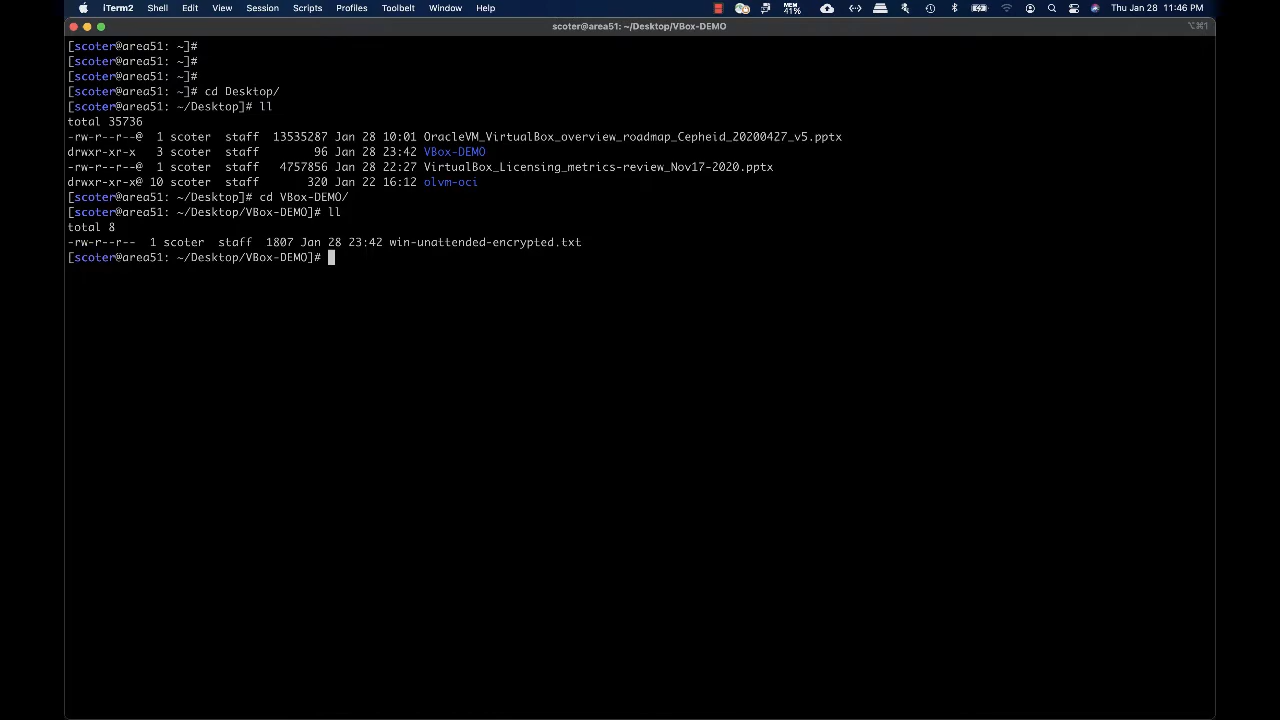 iTerm2 Shell Edit View Session Scripts Profiles Toolbelt Window Help MEM 41% Thu Jan 28 11:46 PM
scoter@area51: ~/Desktop/VBox-DEMO ⌥⌘1
[scoter@area51: ~]#
[scoter@area51: ~]#
[scoter@area51: ~]#
[scoter@area51: ~]# cd Desktop/
[scoter@area51: ~/Desktop]# ll
total 35736
-rw-r--r--@ 1 scoter staff 13535287 Jan 28 10:01 OracleVM_VirtualBox_overview_roadmap_Cepheid_20200427_v5.pptx
drwxr-xr-x 3 scoter staff 96 Jan 28 23:42 VBox-DEMO
-rw-r--r--@ 1 scoter staff 4757856 Jan 28 22:27 VirtualBox_Licensing_metrics-review_Nov17-2020.pptx
drwxr-xr-x@ 10 scoter staff 320 Jan 22 16:12 olvm-oci
[scoter@area51: ~/Desktop]# cd VBox-DEMO/
[scoter@area51: ~/Desktop/VBox-DEMO]# ll
total 8
-rw-r--r-- 1 scoter staff 1807 Jan 28 23:42 win-unattended-encrypted.txt
[scoter@area51: ~/Desktop/VBox-DEMO]#